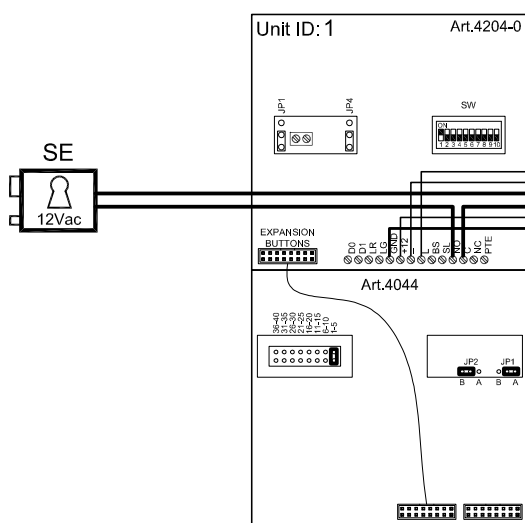 Unit ID: 1
Art.4204-0
JP1
JP4
SW
ON
1 2 3 4 5 6 7 8 9 10
SE
12Vac
EXPANSION
BUTTONS
D0
D1
LR
LG
GND
+12
–
L
BS
SL
NO
C
NC
PTE
Art.4044
36-40
31-35
26-30
21-25
16-20
11-15
6-10
1-5
JP2
JP1
B A
B A